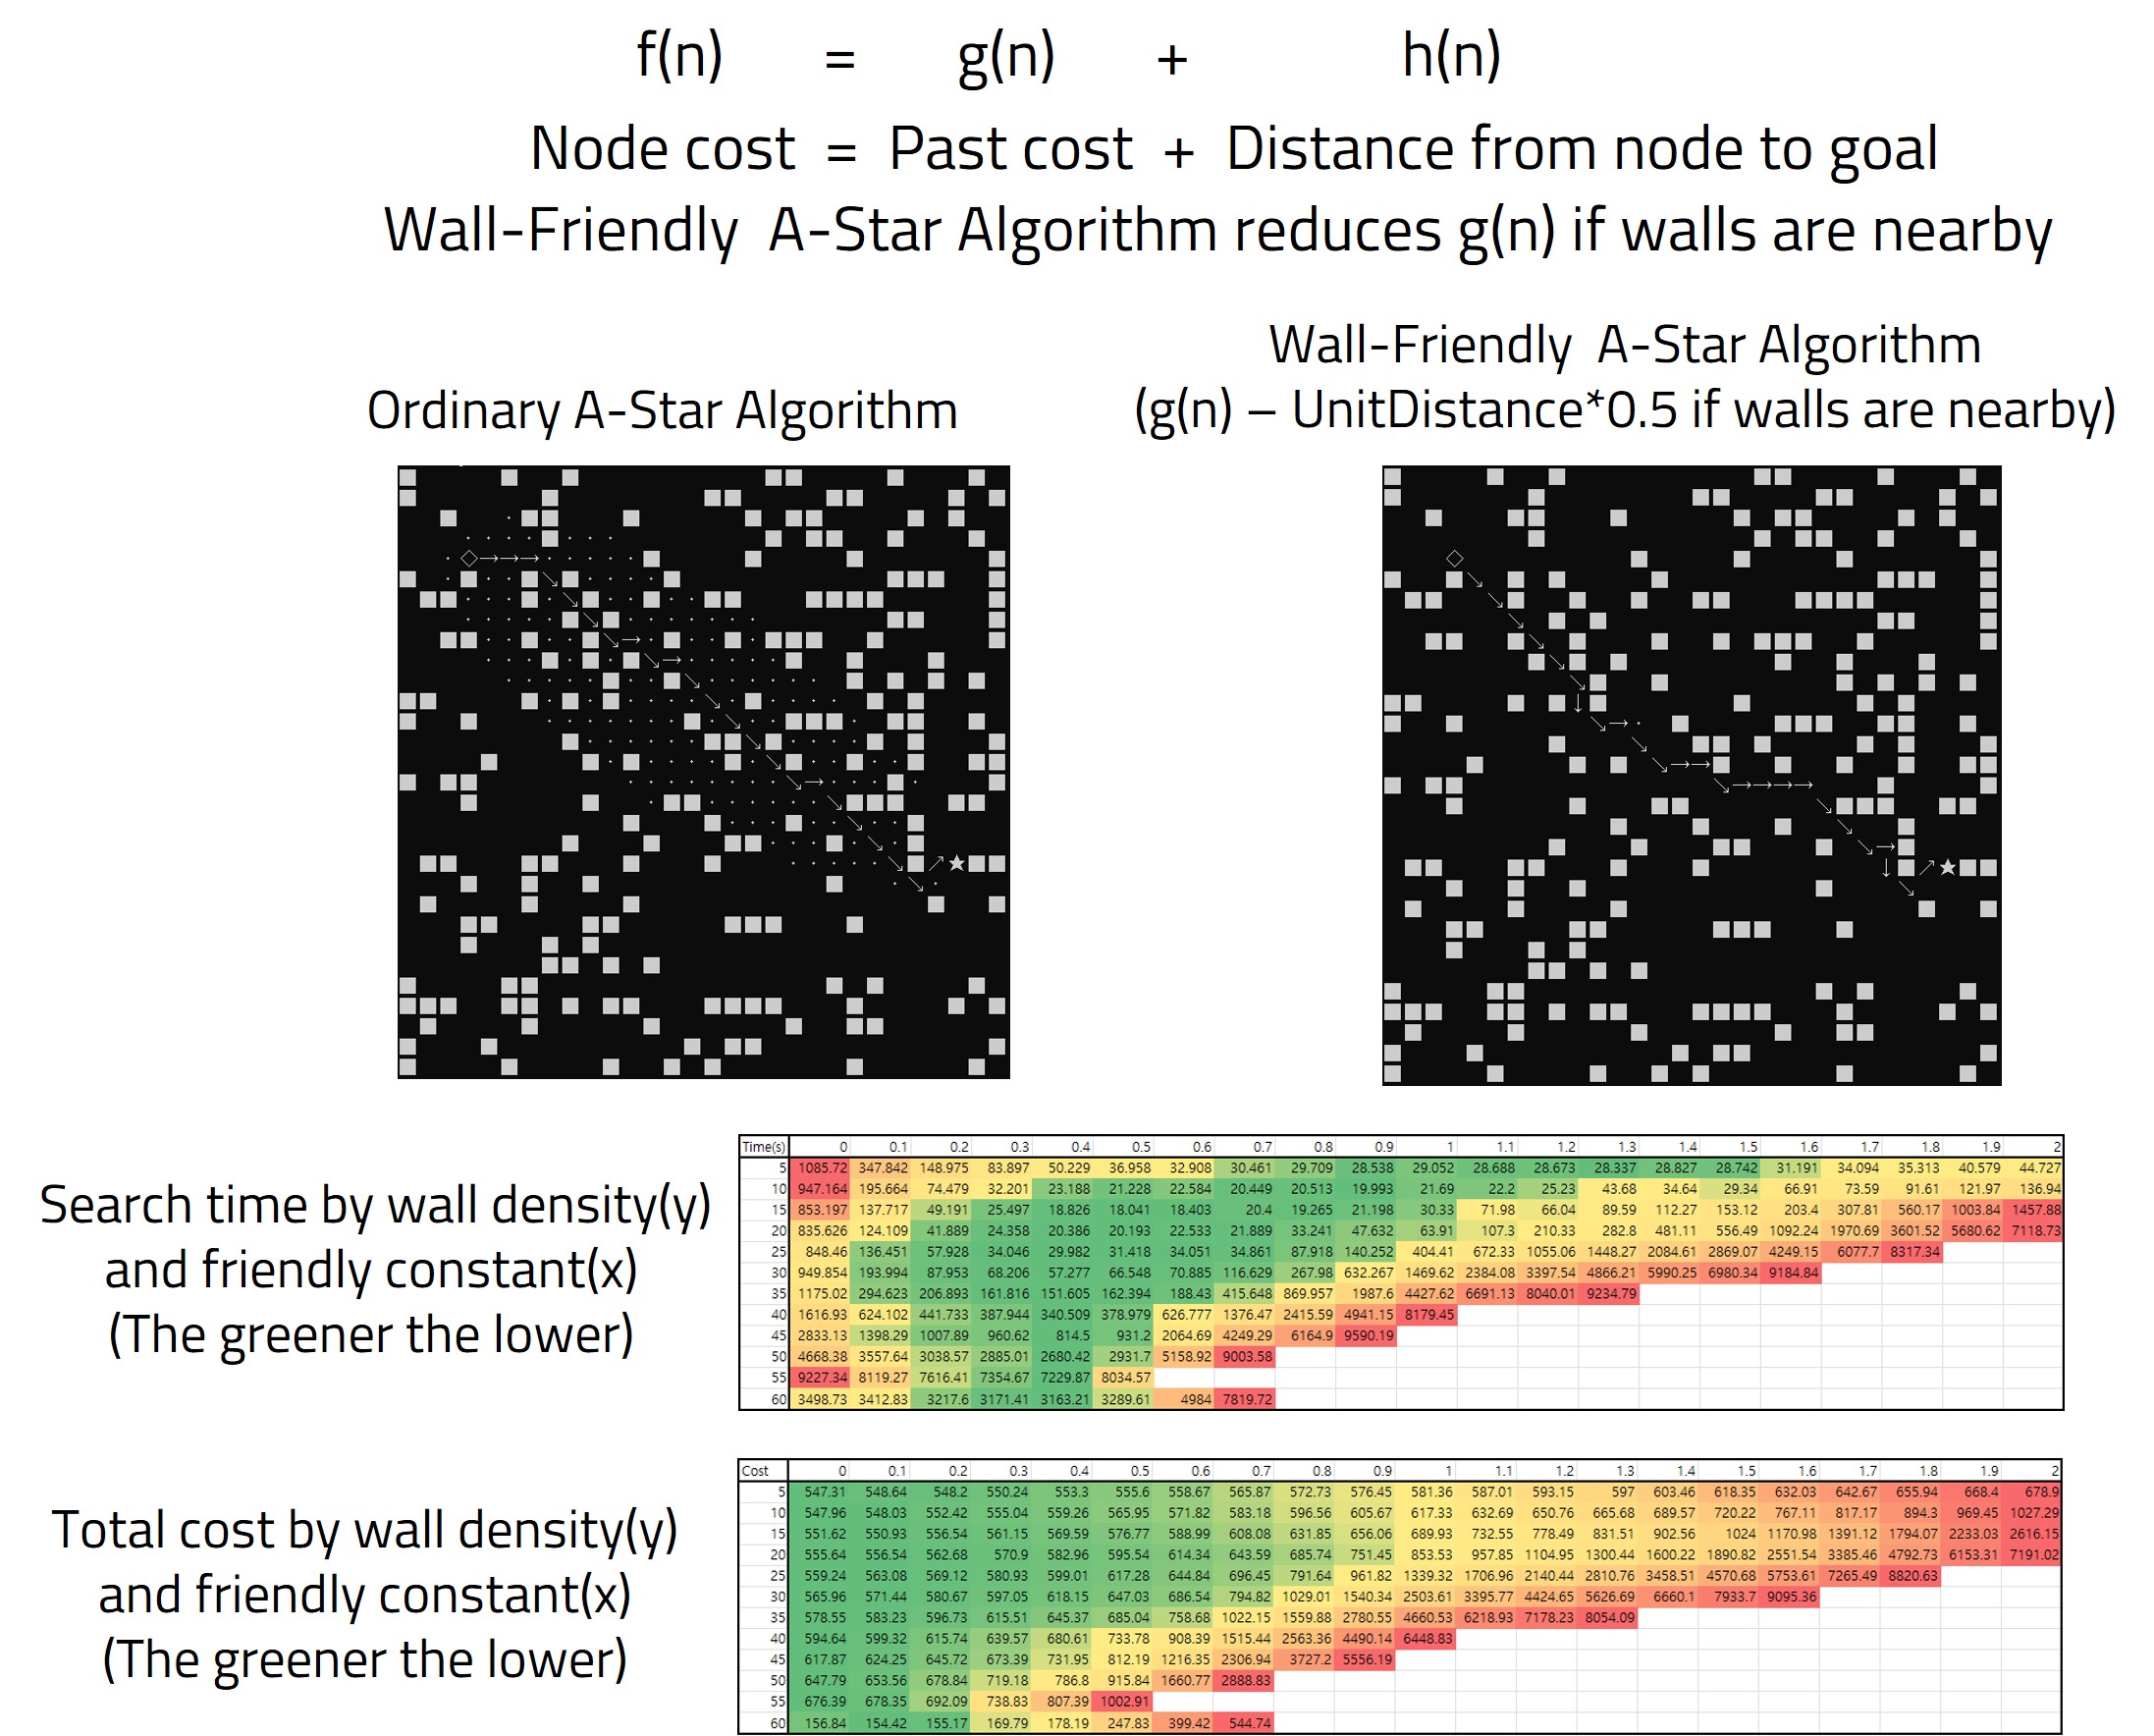 f(n) = g(n) + h(n)
Node cost = Past cost + Distance from node to goal
Wall-Friendly A-Star Algorithm reduces g(n) if walls are nearby
Ordinary A-Star Algorithm
Wall-Friendly A-Star Algorithm
(g(n) – UnitDistance*0.5 if walls are nearby)
Search time by wall density(y)
and friendly constant(x)
(The greener the lower)
Time(s) 0 0.1 0.2 0.3 0.4 0.5 0.6 0.7 0.8 0.9 1 1.1 1.2 1.3 1.4 1.5 1.6 1.7 1.8 1.9 2
5 1085.72 347.842 148.975 83.897 50.229 36.958 32.908 30.461 29.709 28.538 29.052 28.688 28.673 28.337 28.827 28.742 31.191 34.094 35.313 40.579 44.727
10 947.164 195.664 74.479 32.201 23.188 21.228 22.584 20.449 20.513 19.993 21.69 22.2 25.23 43.68 34.64 29.34 66.91 73.59 91.61 121.97 136.94
15 853.197 137.717 49.191 25.497 18.826 18.041 18.403 20.4 19.265 21.198 30.33 71.98 66.04 89.59 112.27 153.12 203.4 307.81 560.17 1003.84 1457.88
20 835.626 124.109 41.889 24.358 20.386 20.193 22.533 21.889 33.241 47.632 63.91 107.3 210.33 282.8 481.11 556.49 1092.24 1970.69 3601.52 5680.62 7118.73
25 848.46 136.451 57.928 34.046 29.982 31.418 34.051 34.861 87.918 140.252 404.41 672.33 1055.06 1448.27 2084.61 2869.07 4249.15 6077.7 8317.34
30 949.854 193.994 87.953 68.206 57.277 66.548 70.885 116.629 267.98 632.267 1469.62 2384.08 3397.54 4866.21 5990.25 6980.34 9184.84
35 1175.02 294.623 206.893 161.816 151.605 162.394 188.43 415.648 869.957 1987.6 4427.62 6691.13 8040.01 9234.79
40 1616.93 624.102 441.733 387.944 340.509 378.979 626.777 1376.47 2415.59 4941.15 8179.45
45 2833.13 1398.29 1007.89 960.62 814.5 931.2 2064.69 4249.29 6164.9 9590.19
50 4668.38 3557.64 3038.57 2885.01 2680.42 2931.7 5158.92 9003.58
55 9227.34 8119.27 7616.41 7354.67 7229.87 8034.57
60 3498.73 3412.83 3217.6 3171.41 3163.21 3289.61 4984 7819.72
Total cost by wall density(y)
and friendly constant(x)
(The greener the lower)
Cost 0 0.1 0.2 0.3 0.4 0.5 0.6 0.7 0.8 0.9 1 1.1 1.2 1.3 1.4 1.5 1.6 1.7 1.8 1.9 2
5 547.31 548.64 548.2 550.24 553.3 555.6 558.67 565.87 572.73 576.45 581.36 587.01 593.15 597 603.46 618.35 632.03 642.67 655.94 668.4 678.9
10 547.96 548.03 552.42 555.04 559.26 565.95 571.82 583.18 596.56 605.67 617.33 632.69 650.76 665.68 689.57 720.22 767.11 817.17 894.3 969.45 1027.29
15 551.62 550.93 556.54 561.15 569.59 576.77 588.99 608.08 631.85 656.06 689.93 732.55 778.49 831.51 902.56 1024 1170.98 1391.12 1794.07 2233.03 2616.15
20 555.64 556.54 562.68 570.9 582.96 595.54 614.34 643.59 685.74 751.45 853.53 957.85 1104.95 1300.44 1600.22 1890.82 2551.54 3385.46 4792.73 6153.31 7191.02
25 559.24 563.08 569.12 580.93 599.01 617.28 644.84 696.45 791.64 961.82 1339.32 1706.96 2140.44 2810.76 3458.51 4570.68 5753.61 7265.49 8820.63
30 565.96 571.44 580.67 597.05 618.15 647.03 686.54 794.82 1029.01 1540.34 2503.61 3395.77 4424.65 5626.69 6660.1 7933.7 9095.36
35 578.55 583.23 596.73 615.51 645.37 685.04 758.68 1022.15 1559.88 2780.55 4660.53 6218.93 7178.23 8054.09
40 594.64 599.32 615.74 639.57 680.61 733.78 908.39 1515.44 2563.36 4490.14 6448.83
45 617.87 624.25 645.72 673.39 731.95 812.19 1216.35 2306.94 3727.2 5556.19
50 647.79 653.56 678.84 719.18 786.8 915.84 1660.77 2888.83
55 676.39 678.35 692.09 738.83 807.39 1002.91
60 156.84 154.42 155.17 169.79 178.19 247.83 399.42 544.74